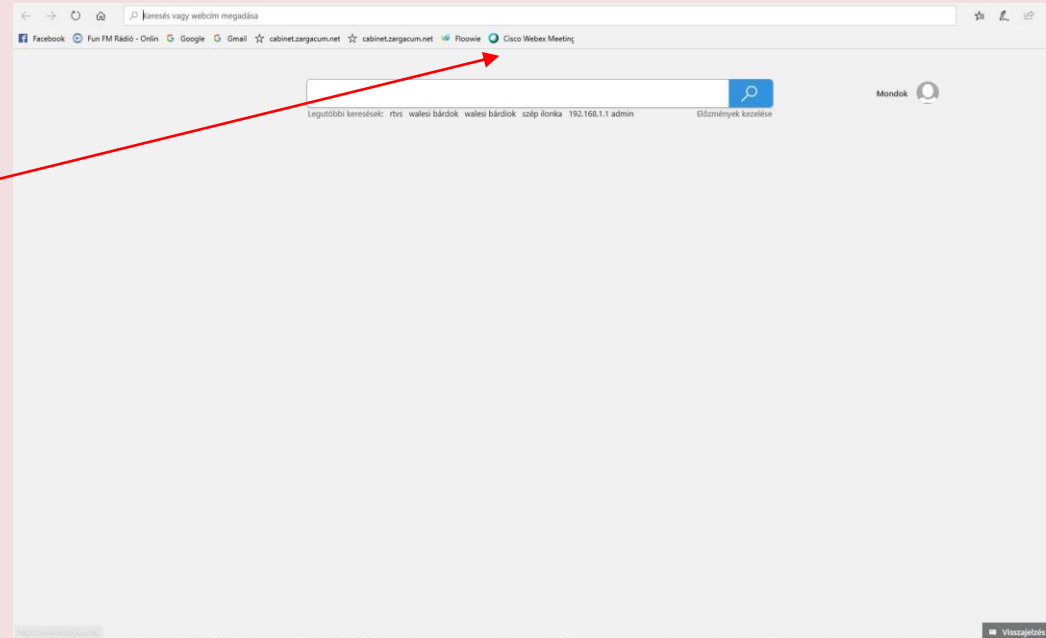 Keresés vagy webcím megadása
Facebook Fun FM Rádió - Onlin Google Gmail cabinet.zargacum.net cabinet.zargacum.net Floowie Cisco Webex Meeting
Mondok
Legutóbbi keresések: rtvs walesi bárdok walesi bárdiok szép ilonka 192.168.1.1 admin Előzmények kezelése
Visszajelzés